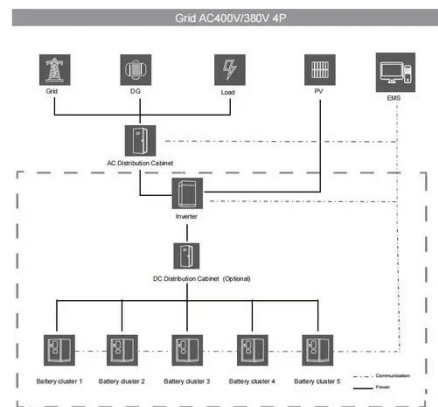 Grid AC400V/380V 4P
Grid
DG
Load
PV
EMS
AC Distribution Cabinet
Inverter
DC Distribution Cabinet (Optional)
Battery cluster 1
Battery cluster 2
Battery cluster 3
Battery cluster 4
Battery cluster 5
Communication
Power